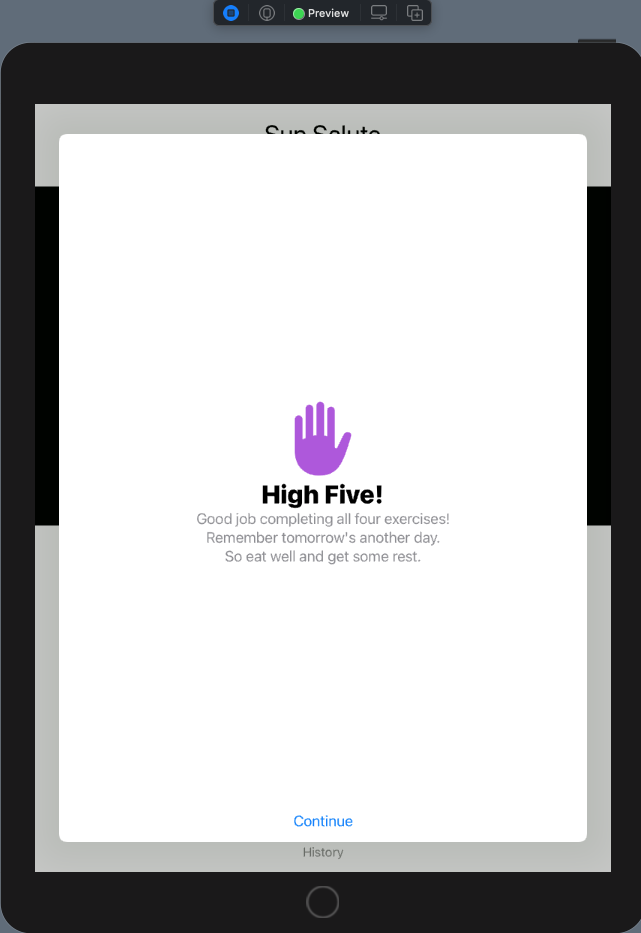 Preview
Sun Salute
High Five!
Good job completing all four exercises!
Remember tomorrow's another day.
So eat well and get some rest.
Continue
History